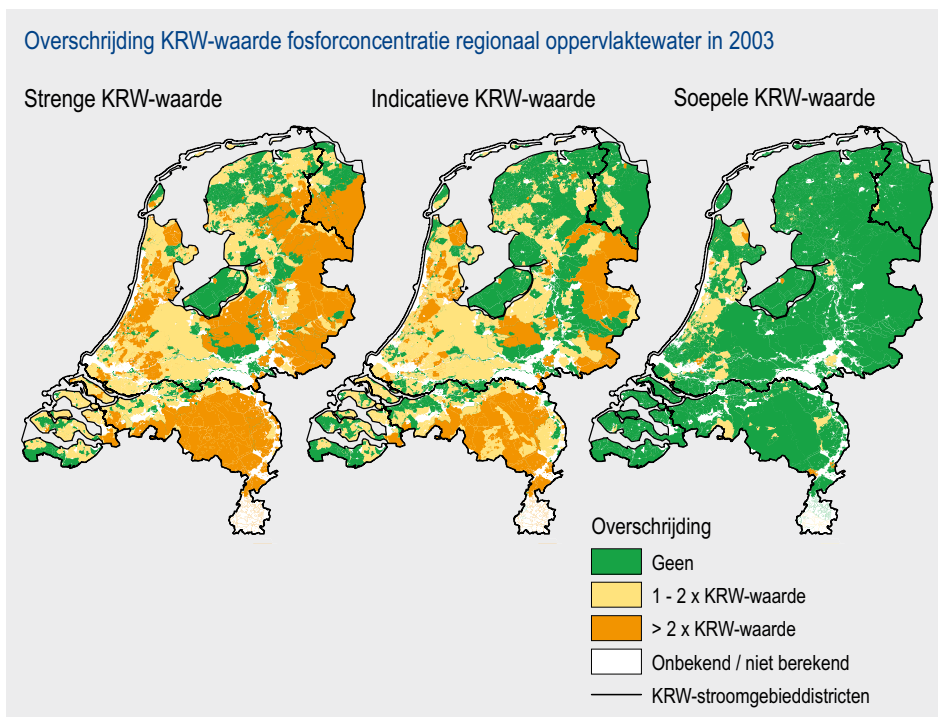 Overschrijding KRW-waarde fosforconcentratie regionaal oppervlaktewater in 2003
Strenge KRW-waarde
Indicatieve KRW-waarde
Soepele KRW-waarde
Overschrijding
Geen
1 - 2 x KRW-waarde
> 2 x KRW-waarde
Onbekend / niet berekend
KRW-stroomgebieddistricten